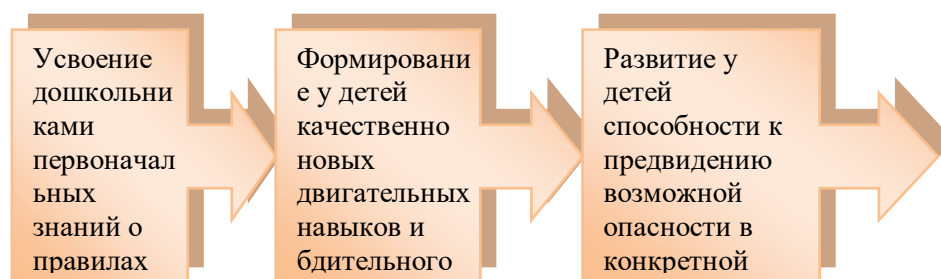 Усвоение
дошкольни
ками
первоначал
ьных
знаний о
правилах
Формировани
е у детей
качественно
новых
двигательных
навыков и
бдительного
Развитие у
детей
способности к
предвидению
возможной
опасности в
конкретной